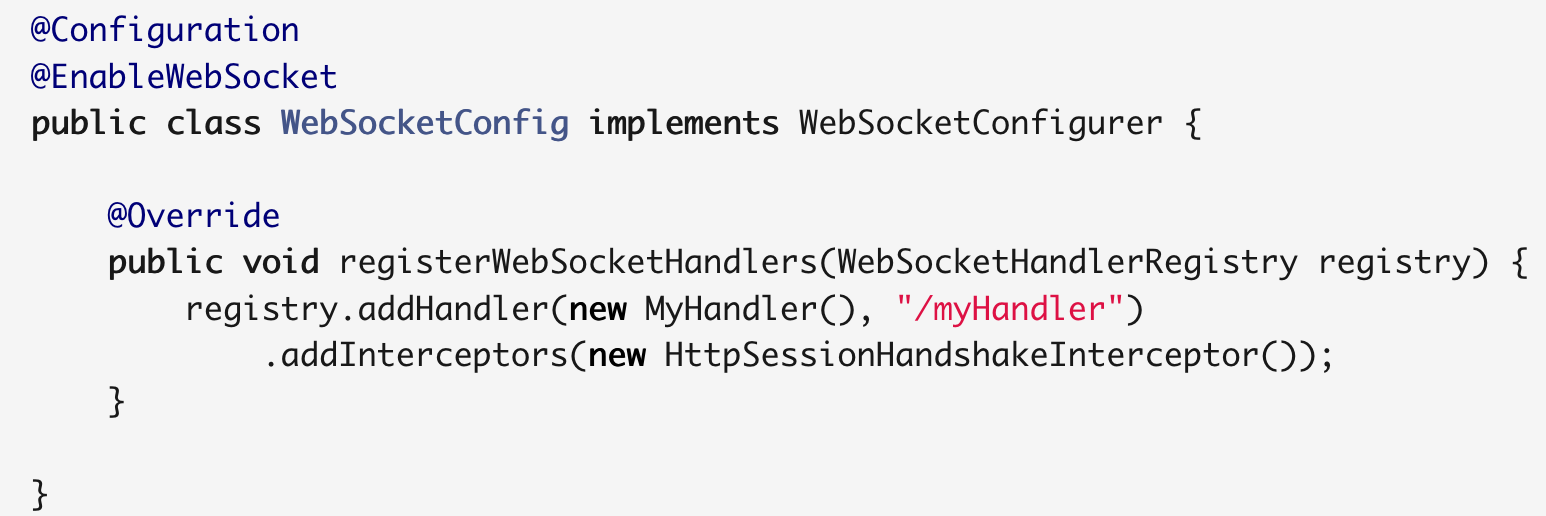 @Configuration
@EnableWebSocket
public class WebSocketConfig implements WebSocketConfigurer {
    @Override
    public void registerWebSocketHandlers(WebSocketHandlerRegistry registry) {
        registry.addHandler(new MyHandler(), "/myHandler")
            .addInterceptors(new HttpSessionHandshakeInterceptor());
    }
}